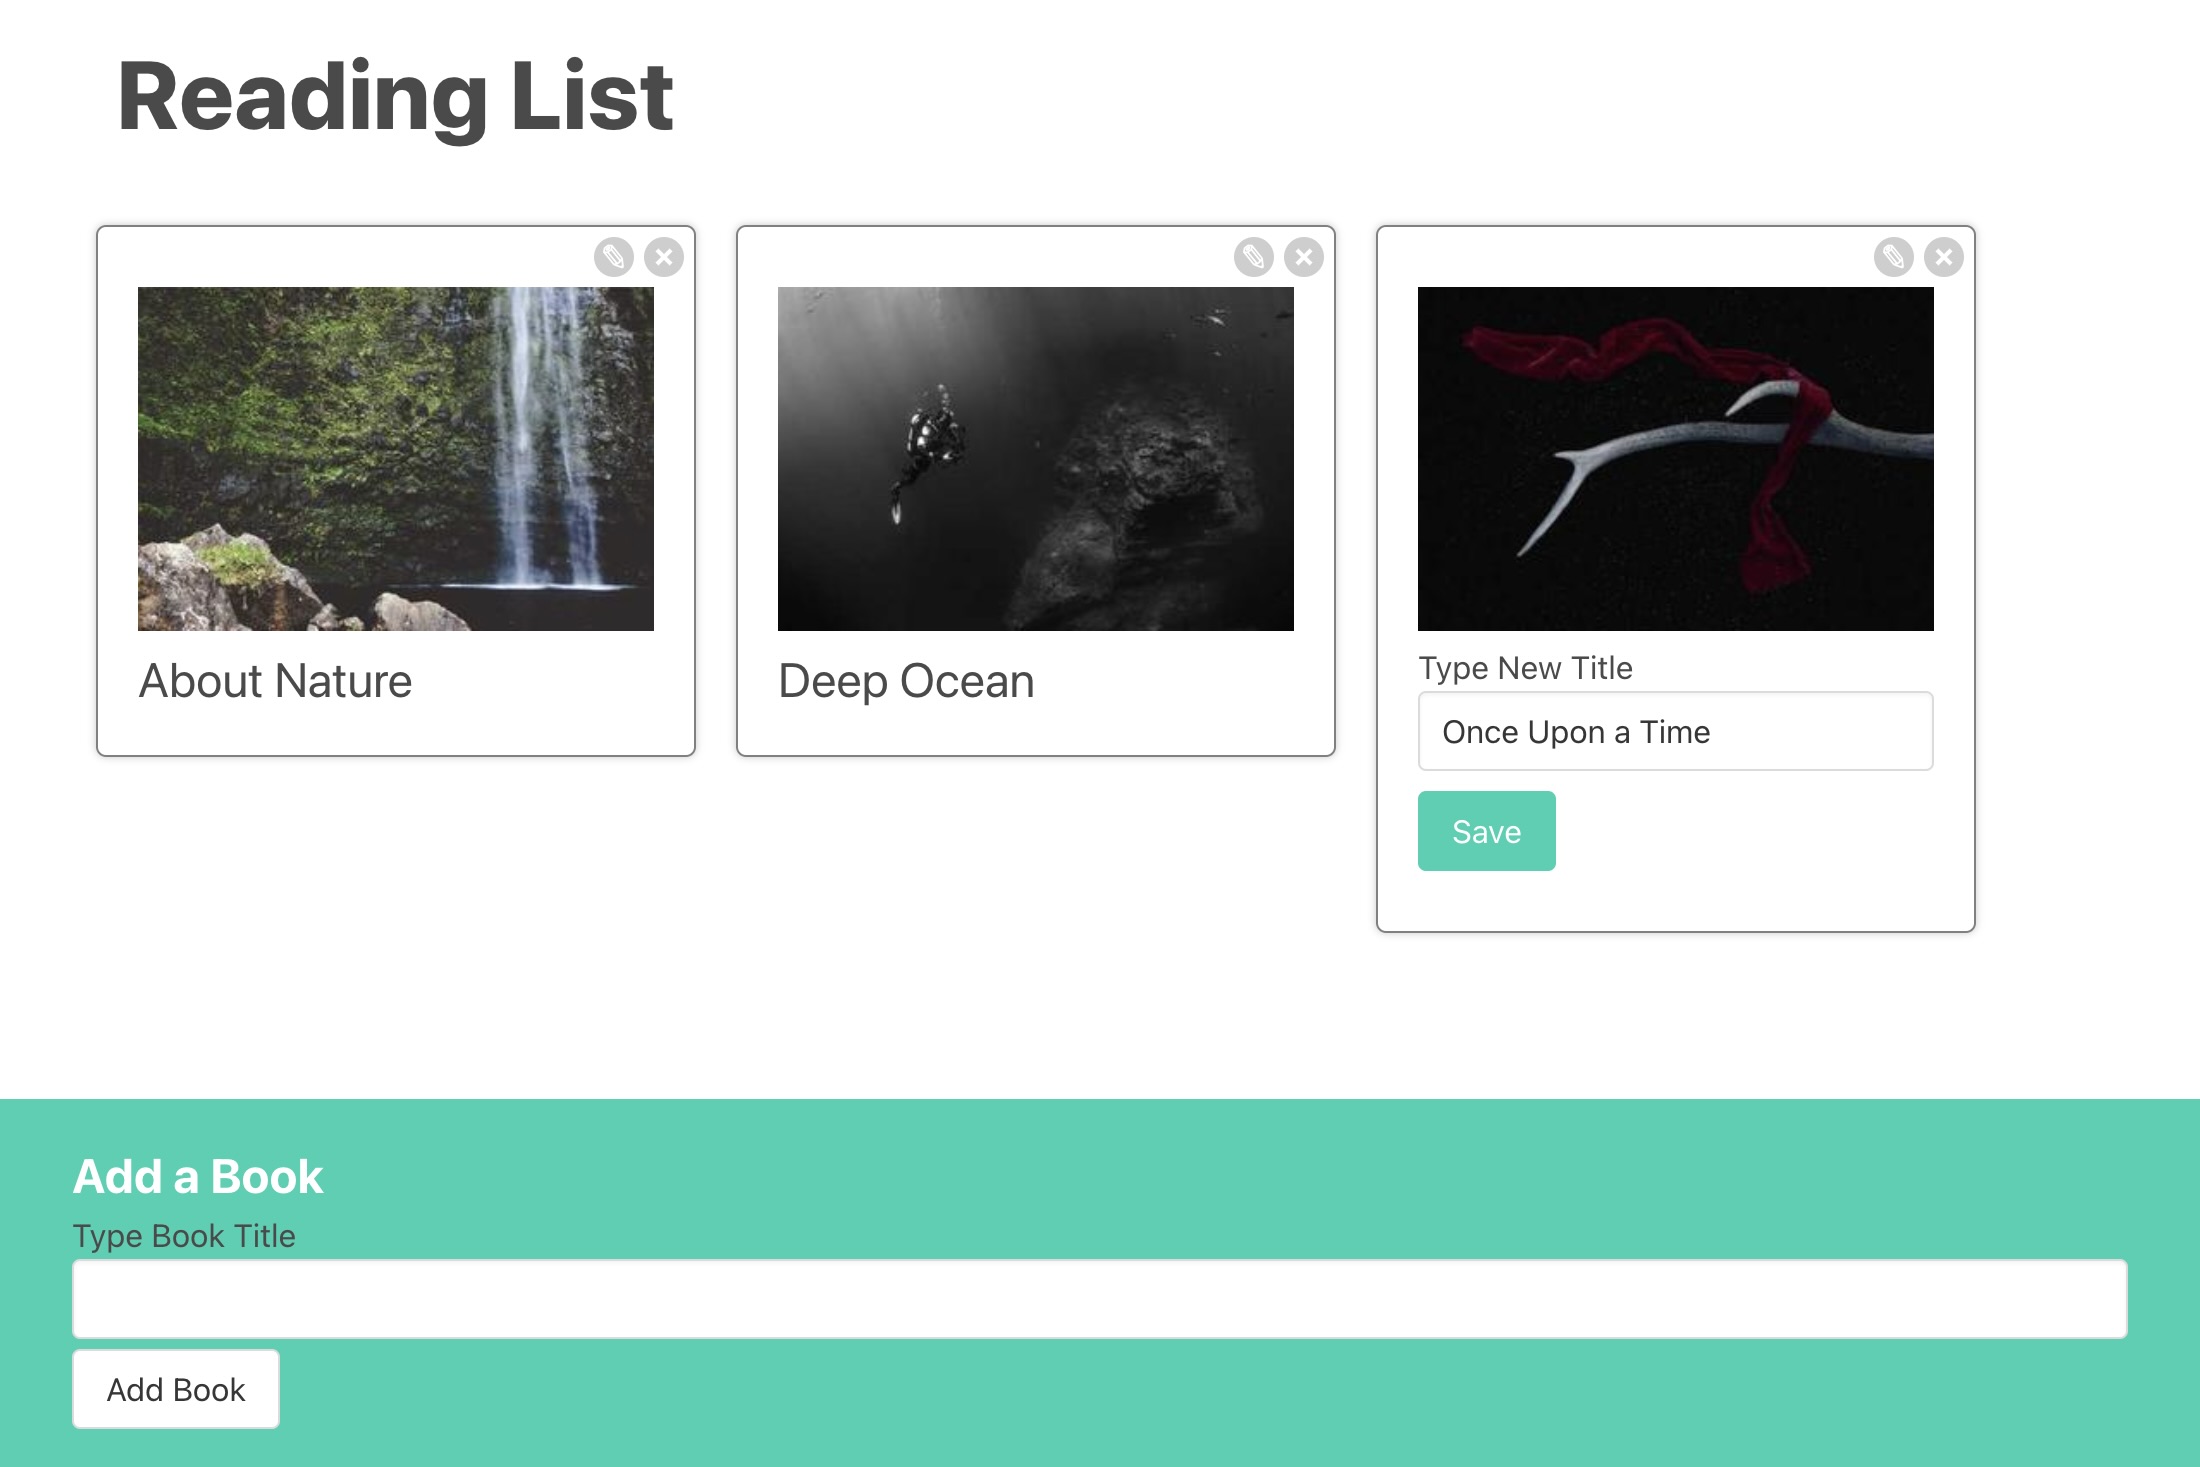 Reading List
About Nature
Deep Ocean
Type New Title
Once Upon a Time
Save
Add a Book
Type Book Title
Add Book